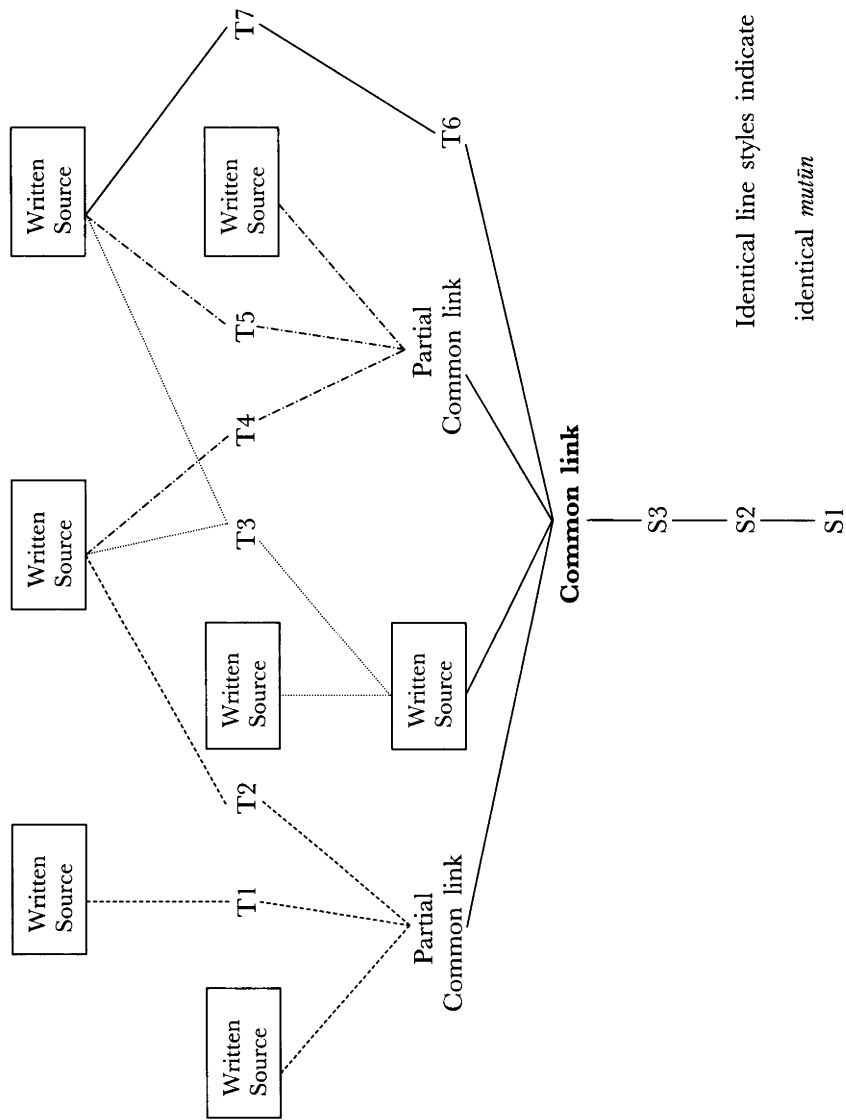 Written
Source
Written
Source
Written
Source
Written
Source
T1
T2
Written
Source
T3
T4
T5
Written
Source
T7
Partial
Common link
Written
Source
Partial
Common link
T6
Common link
S3
S2
S1
Identical line styles indicate
identical mutūn